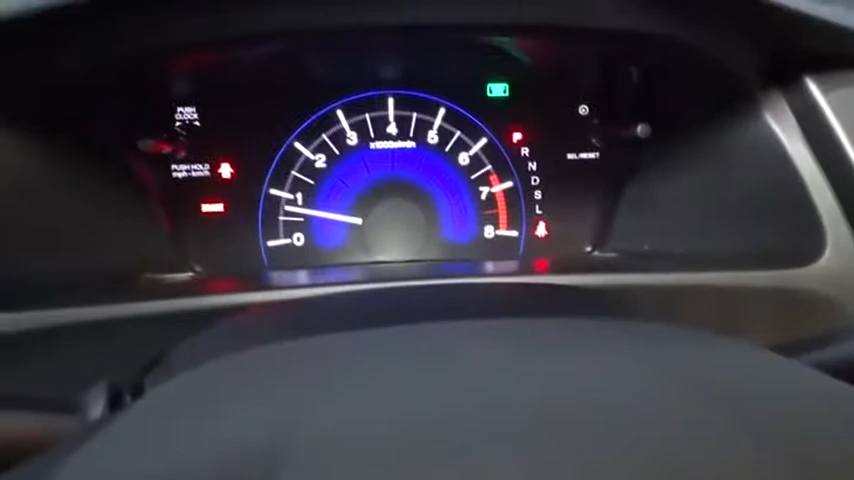 PUSH
CLOCK
PUSH HOLD
mph↔km/h
BRAKE
0
1
2
3
4
5
6
7
8
x1000r/min
P
R
N
D
S
L
SEL/RESET